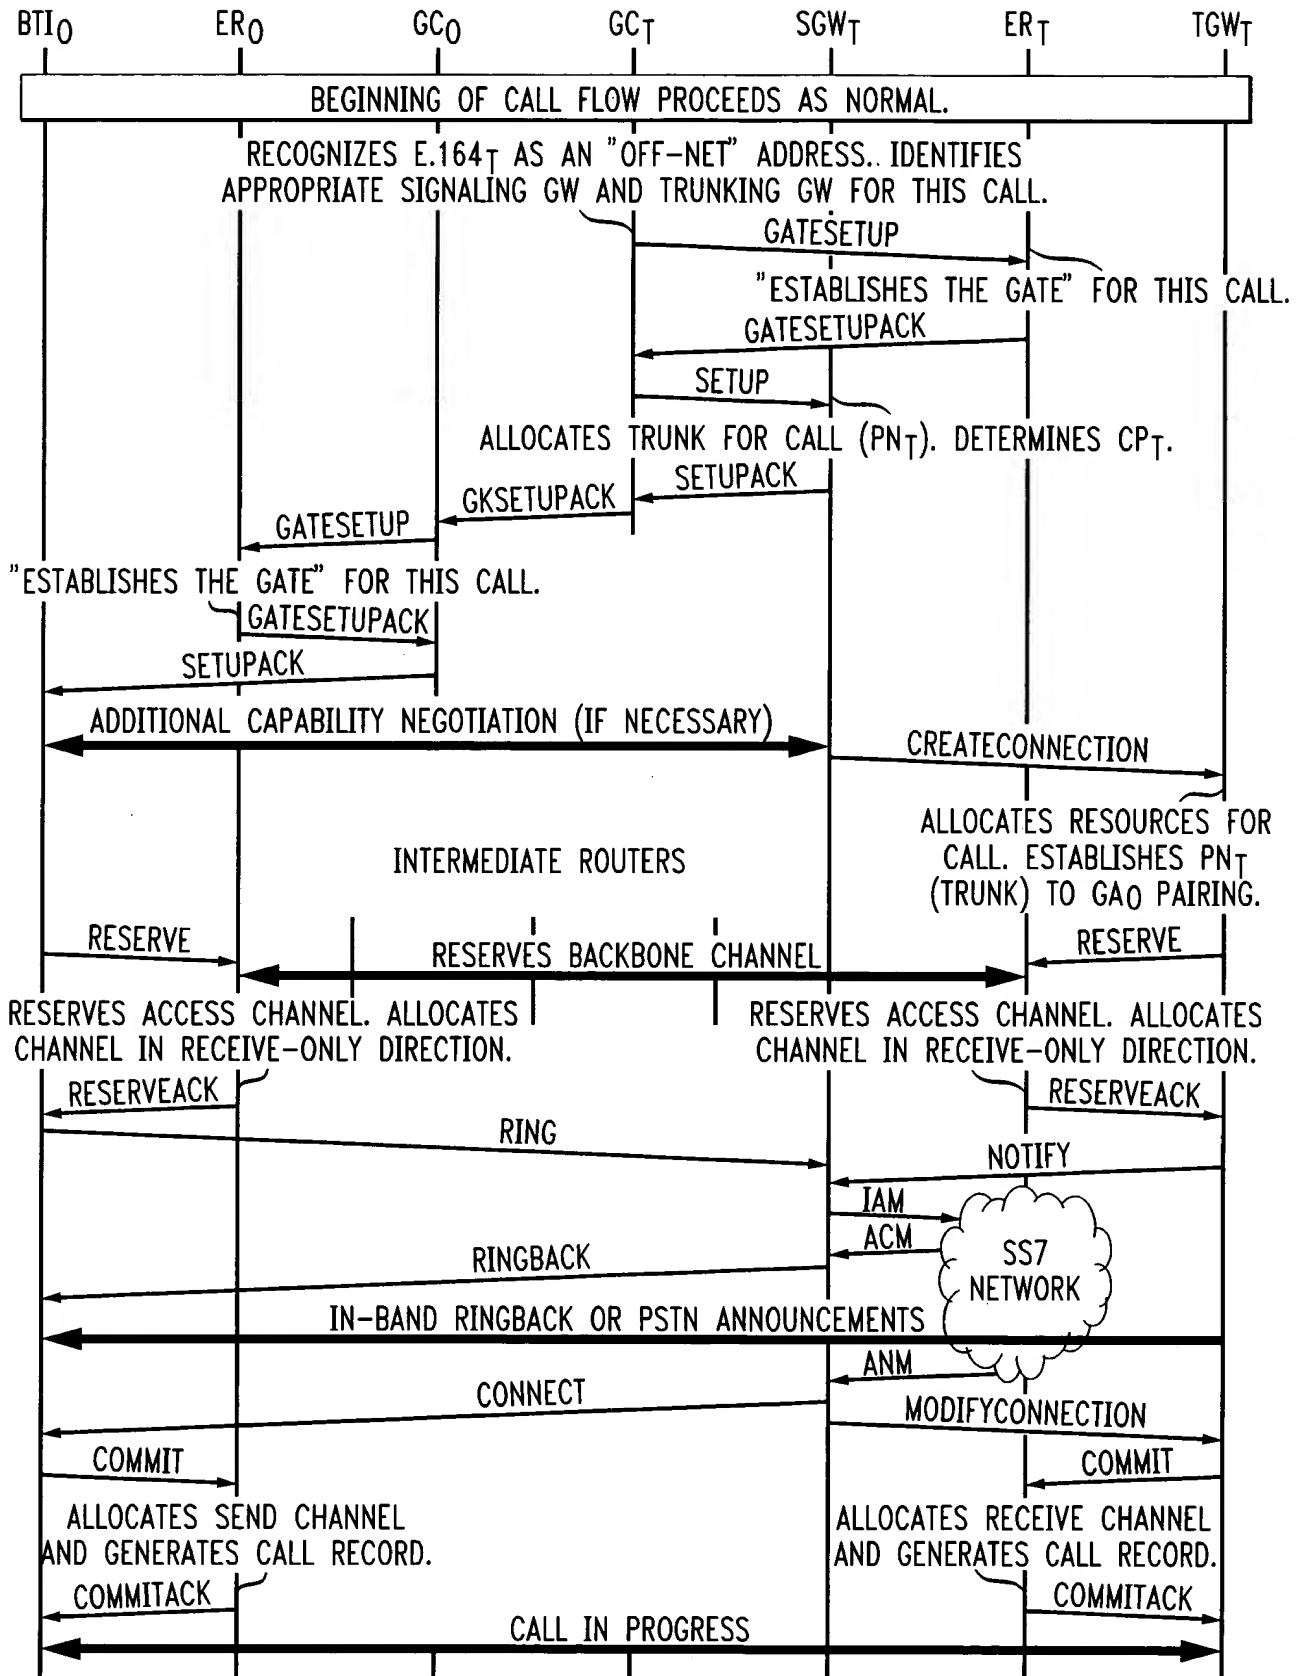 BTIO ERO GCO GCT SGWT ERT TGWT
BEGINNING OF CALL FLOW PROCEEDS AS NORMAL.
RECOGNIZES E.164T AS AN "OFF-NET" ADDRESS. IDENTIFIES
APPROPRIATE SIGNALING GW AND TRUNKING GW FOR THIS CALL.
GATESETUP
"ESTABLISHES THE GATE" FOR THIS CALL.
GATESETUPACK
SETUP
ALLOCATES TRUNK FOR CALL (PNT). DETERMINES CPT.
SETUPACK
GKSETUPACK
GATESETUP
"ESTABLISHES THE GATE" FOR THIS CALL.
GATESETUPACK
SETUPACK
ADDITIONAL CAPABILITY NEGOTIATION (IF NECESSARY)
CREATECONNECTION
ALLOCATES RESOURCES FOR
CALL. ESTABLISHES PNT
(TRUNK) TO GAO PAIRING.
INTERMEDIATE ROUTERS
RESERVE
RESERVES BACKBONE CHANNEL
RESERVE
RESERVES ACCESS CHANNEL. ALLOCATES
CHANNEL IN RECEIVE-ONLY DIRECTION.
RESERVES ACCESS CHANNEL. ALLOCATES
CHANNEL IN RECEIVE-ONLY DIRECTION.
RESERVEACK
RESERVEACK
RING
NOTIFY
IAM
ACM
SS7
NETWORK
RINGBACK
IN-BAND RINGBACK OR PSTN ANNOUNCEMENTS
ANM
CONNECT
MODIFYCONNECTION
COMMIT
COMMIT
ALLOCATES SEND CHANNEL
AND GENERATES CALL RECORD.
ALLOCATES RECEIVE CHANNEL
AND GENERATES CALL RECORD.
COMMITACK
COMMITACK
CALL IN PROGRESS